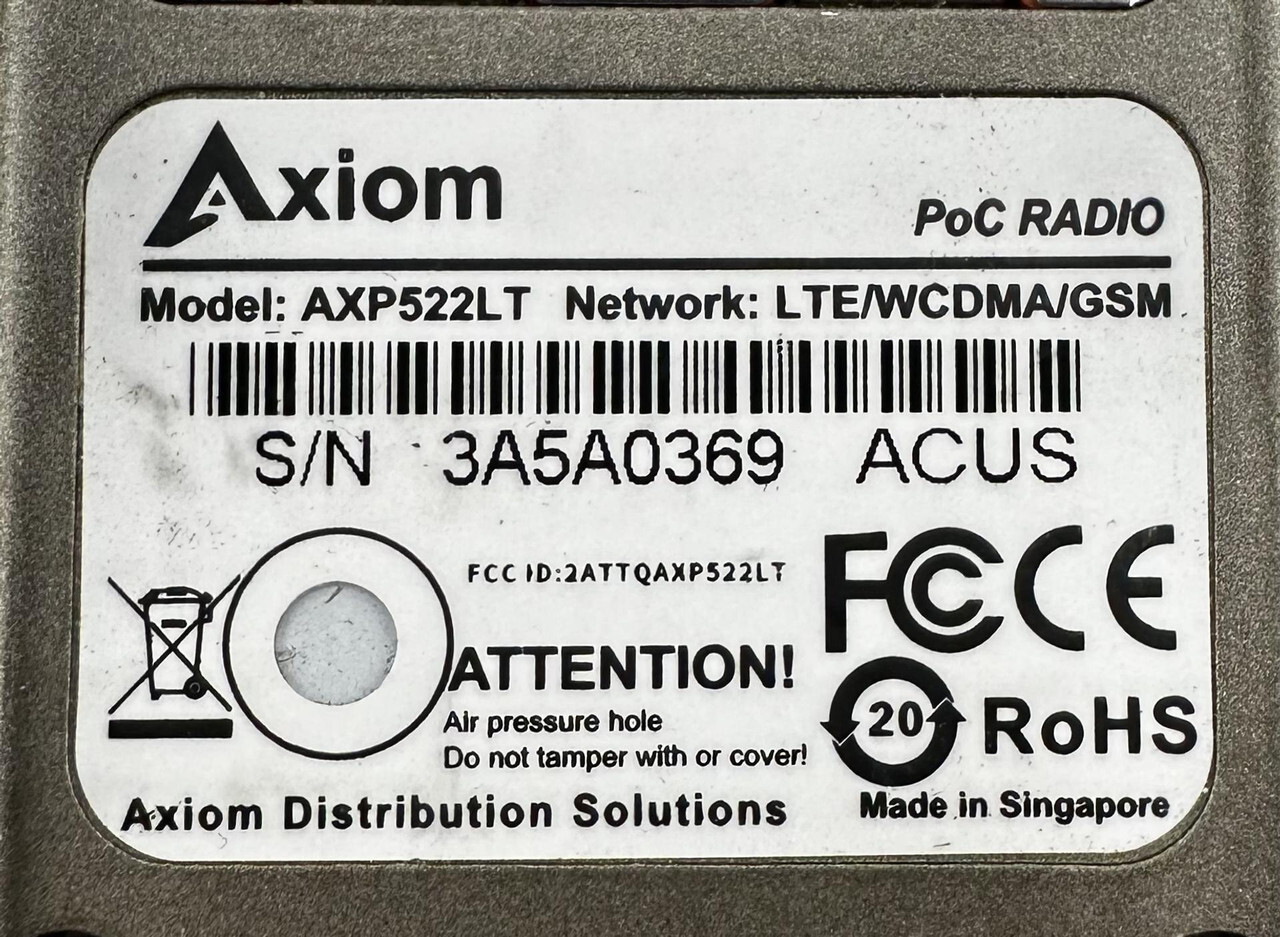 Axiom
PoC RADIO
Model: AXP522LT Network: LTE/WCDMA/GSM
S/N 3A5A0369 ACUS
FCC ID:2ATTQAXP522LT
FC CE
ATTENTION!
Air pressure hole
Do not tamper with or cover!
20 RoHS
Axiom Distribution Solutions
Made in Singapore